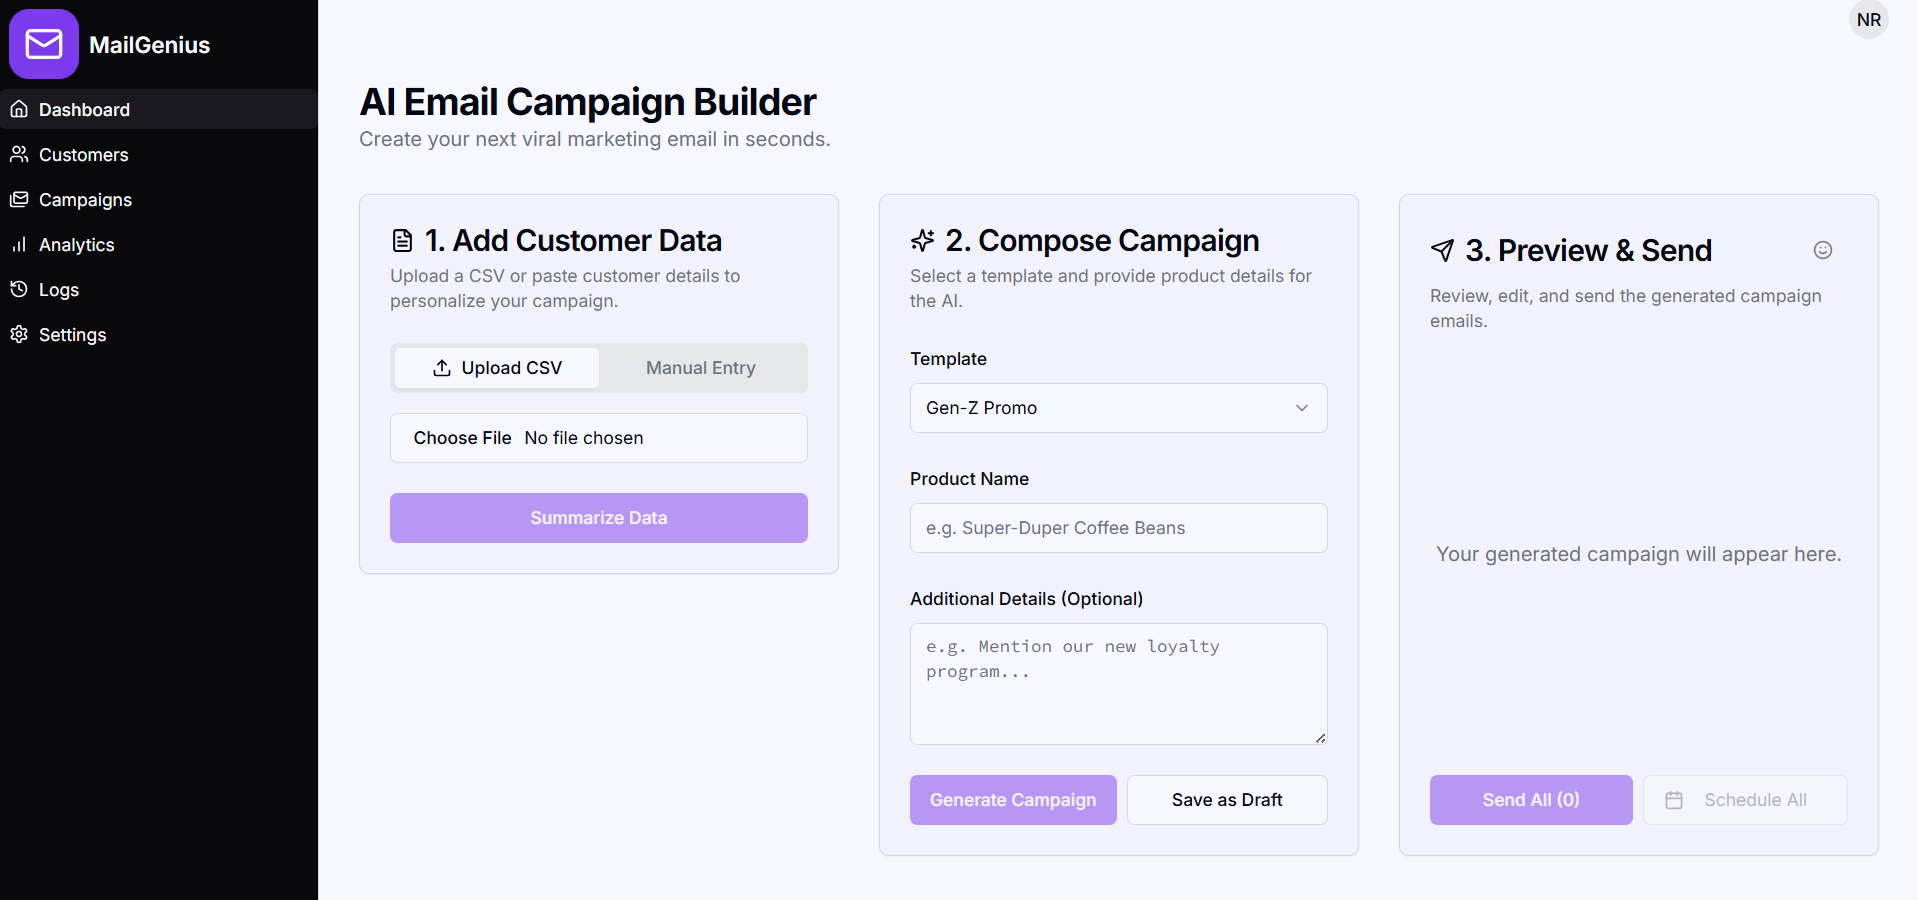 MailGenius
NR
Dashboard
Customers
Campaigns
Analytics
Logs
Settings
AI Email Campaign Builder
Create your next viral marketing email in seconds.
1. Add Customer Data
Upload a CSV or paste customer details to
personalize your campaign.
Upload CSV
Manual Entry
Choose File No file chosen
Summarize Data
2. Compose Campaign
Select a template and provide product details for
the AI.
Template
Gen-Z Promo
Product Name
e.g. Super-Duper Coffee Beans
Additional Details (Optional)
e.g. Mention our new loyalty
program...
Generate Campaign
Save as Draft
3. Preview & Send
Review, edit, and send the generated campaign
emails.
Your generated campaign will appear here.
Send All (0)
Schedule All